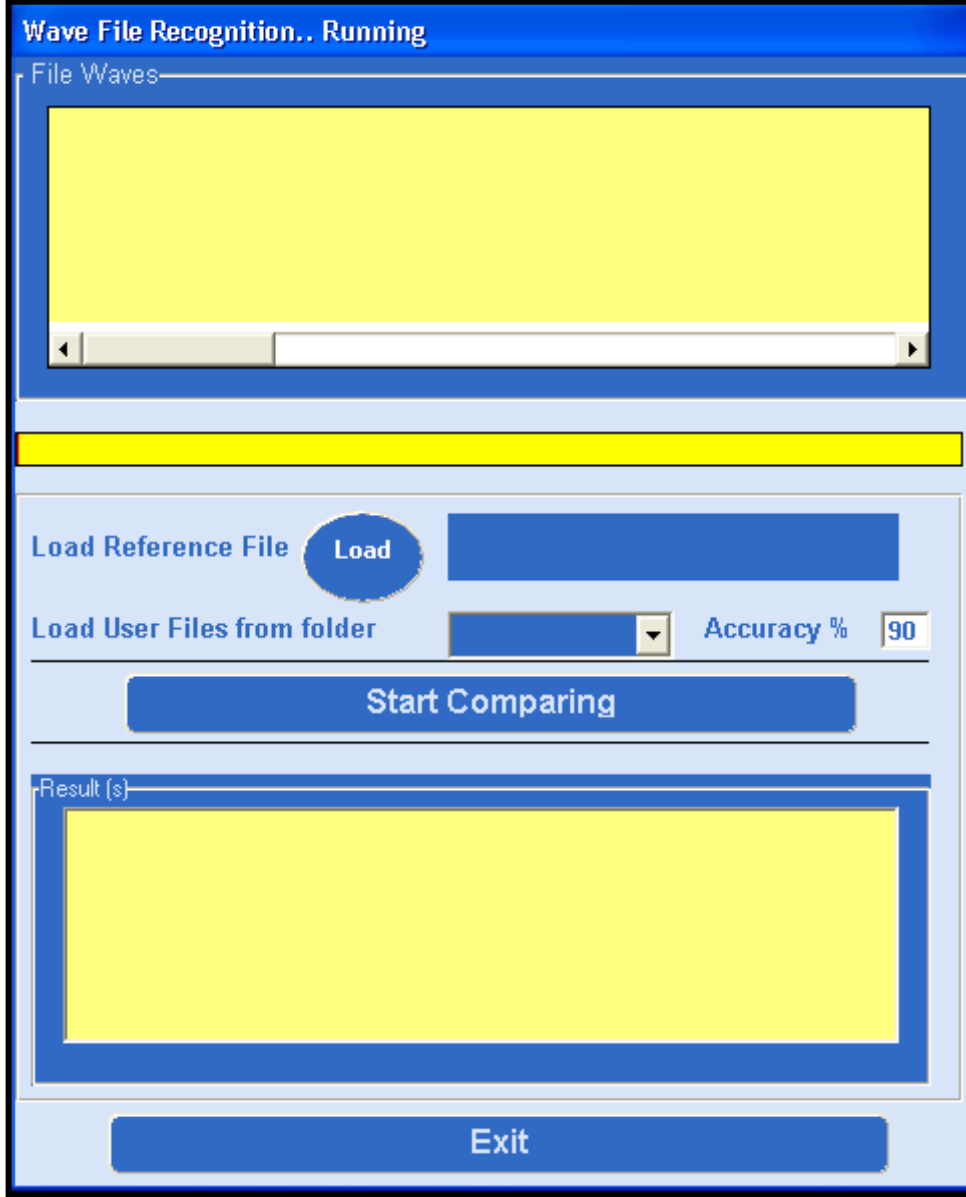 Wave File Recognition.. Running
File Waves
Load Reference File Load
Load User Files from folder Accuracy % 90
Start Comparing
Result (s)
Exit